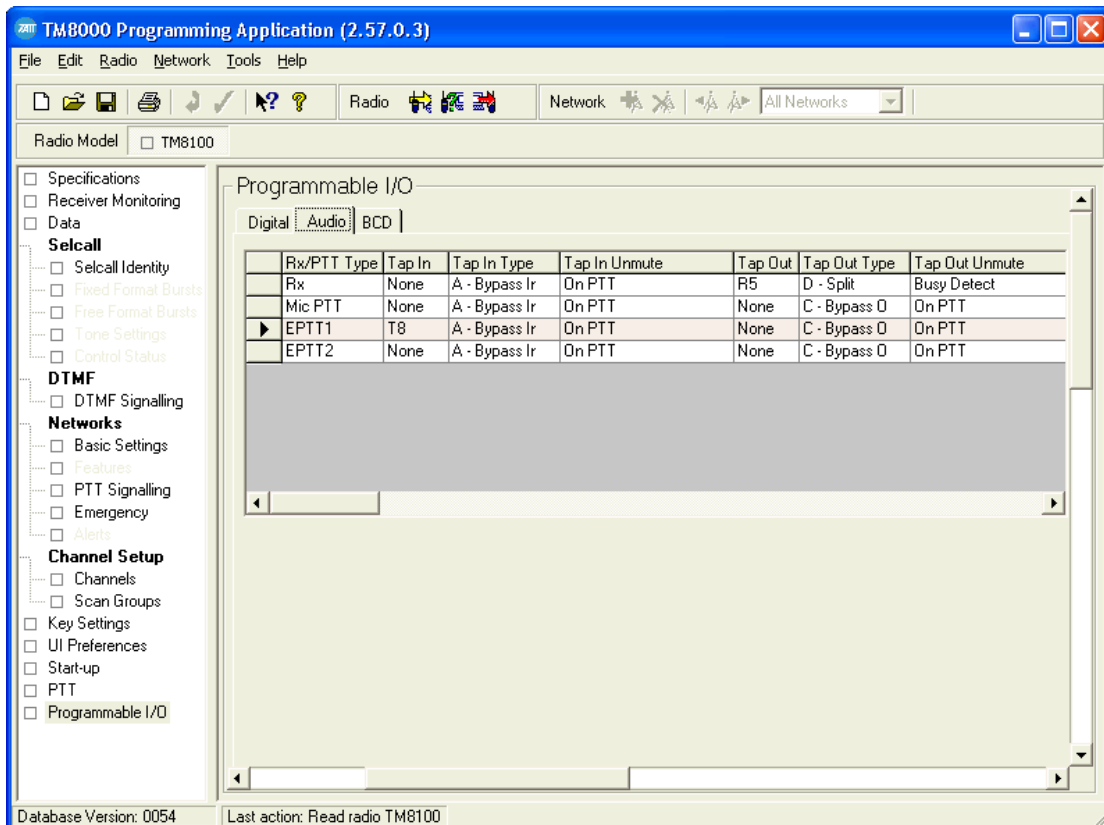 TAIT TM8000 Programming Application (2.57.0.3)
File Edit Radio Network Tools Help
Radio Network All Networks
Radio Model TM8100
Specifications
Receiver Monitoring
Data
Selcall
Selcall Identity
Fixed Format Bursts
Free Format Bursts
Tone Settings
Control Status
DTMF
DTMF Signalling
Networks
Basic Settings
Features
PTT Signalling
Emergency
Alerts
Channel Setup
Channels
Scan Groups
Key Settings
UI Preferences
Start-up
PTT
Programmable I/O
Programmable I/O
Digital Audio BCD
Rx/PTT Type Tap In Tap In Type Tap In Unmute Tap Out Tap Out Type Tap Out Unmute
Rx None A - Bypass Ir On PTT R5 D - Split Busy Detect
Mic PTT None A - Bypass Ir On PTT None C - Bypass O On PTT
EPTT1 T8 A - Bypass Ir On PTT None C - Bypass O On PTT
EPTT2 None A - Bypass Ir On PTT None C - Bypass O On PTT
Database Version: 0054 Last action: Read radio TM8100